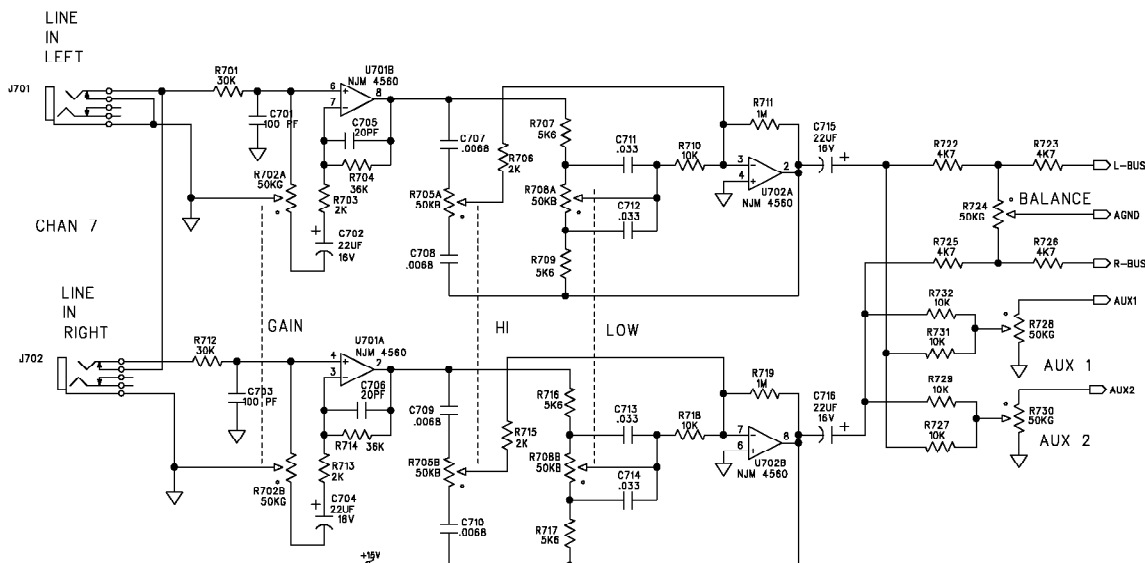 LINE
IN
LEFT
J701
R701
30K
C701
100 PF
U701B
NJM 4560
6
7
8
C705
20PF
R704
36K
R702A
50KG
R703
2K
C702
22UF
16V
C707
.0068
R705A
50KB
C708
.0068
R706
2K
R707
5K6
C711
.033
R708A
50KB
C712
.033
R709
5K6
R710
10K
R711
1M
3
4
2
U702A
NJM 4560
C715
22UF
16V
R722
4K7
R723
4K7
L-BUS
R724
50KG
BALANCE
AGND
R725
4K7
R726
4K7
R-BUS
CHAN 7
LINE
IN
RIGHT
J702
R712
30K
C703
100 PF
GAIN
HI
LOW
U701A
NJM 4560
4
3
2
C706
20PF
R714
36K
R702B
50KG
R713
2K
C704
22UF
16V
C709
.0068
R705B
50KB
C710
.0068
+15V
R715
2K
R716
5K6
C713
.033
R708B
50KB
C714
.033
R717
5K6
R718
10K
R719
1M
7
6
8
U702B
NJM 4560
C716
22UF
16V
R732
10K
R731
10K
R728
50KG
AUX1
AUX 1
R729
10K
R727
10K
R730
50KG
AUX2
AUX 2